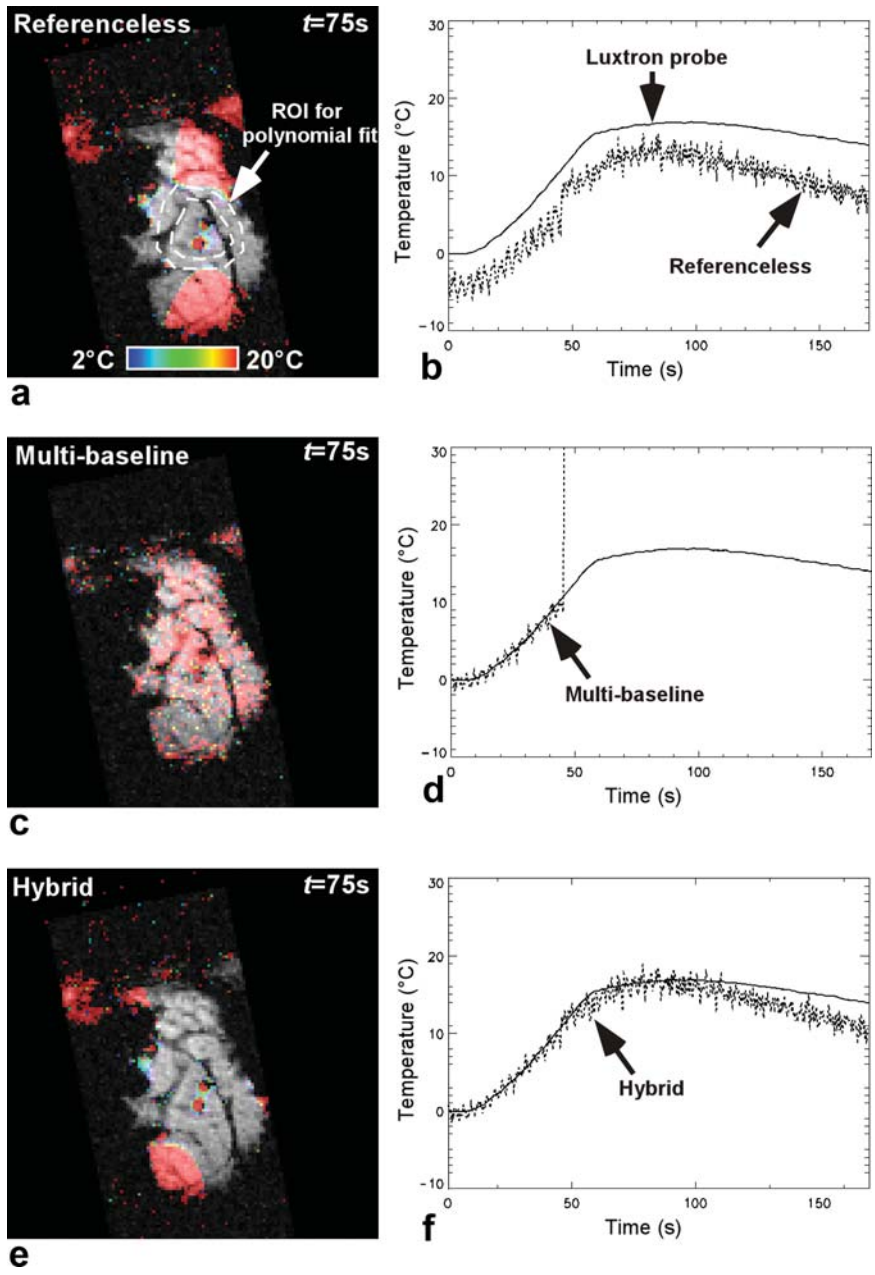 Referenceless t=75s
ROI for
polynomial fit
2°C 20°C
a
30
20
10
0
-10
Temperature (°C)
Luxtron probe
Referenceless
0 50 100 150
Time (s)
b
Multi-baseline t=75s
c
30
20
10
0
-10
Temperature (°C)
Multi-baseline
0 50 100 150
Time (s)
d
Hybrid t=75s
e
30
20
10
0
-10
Temperature (°C)
Hybrid
0 50 100 150
Time (s)
f